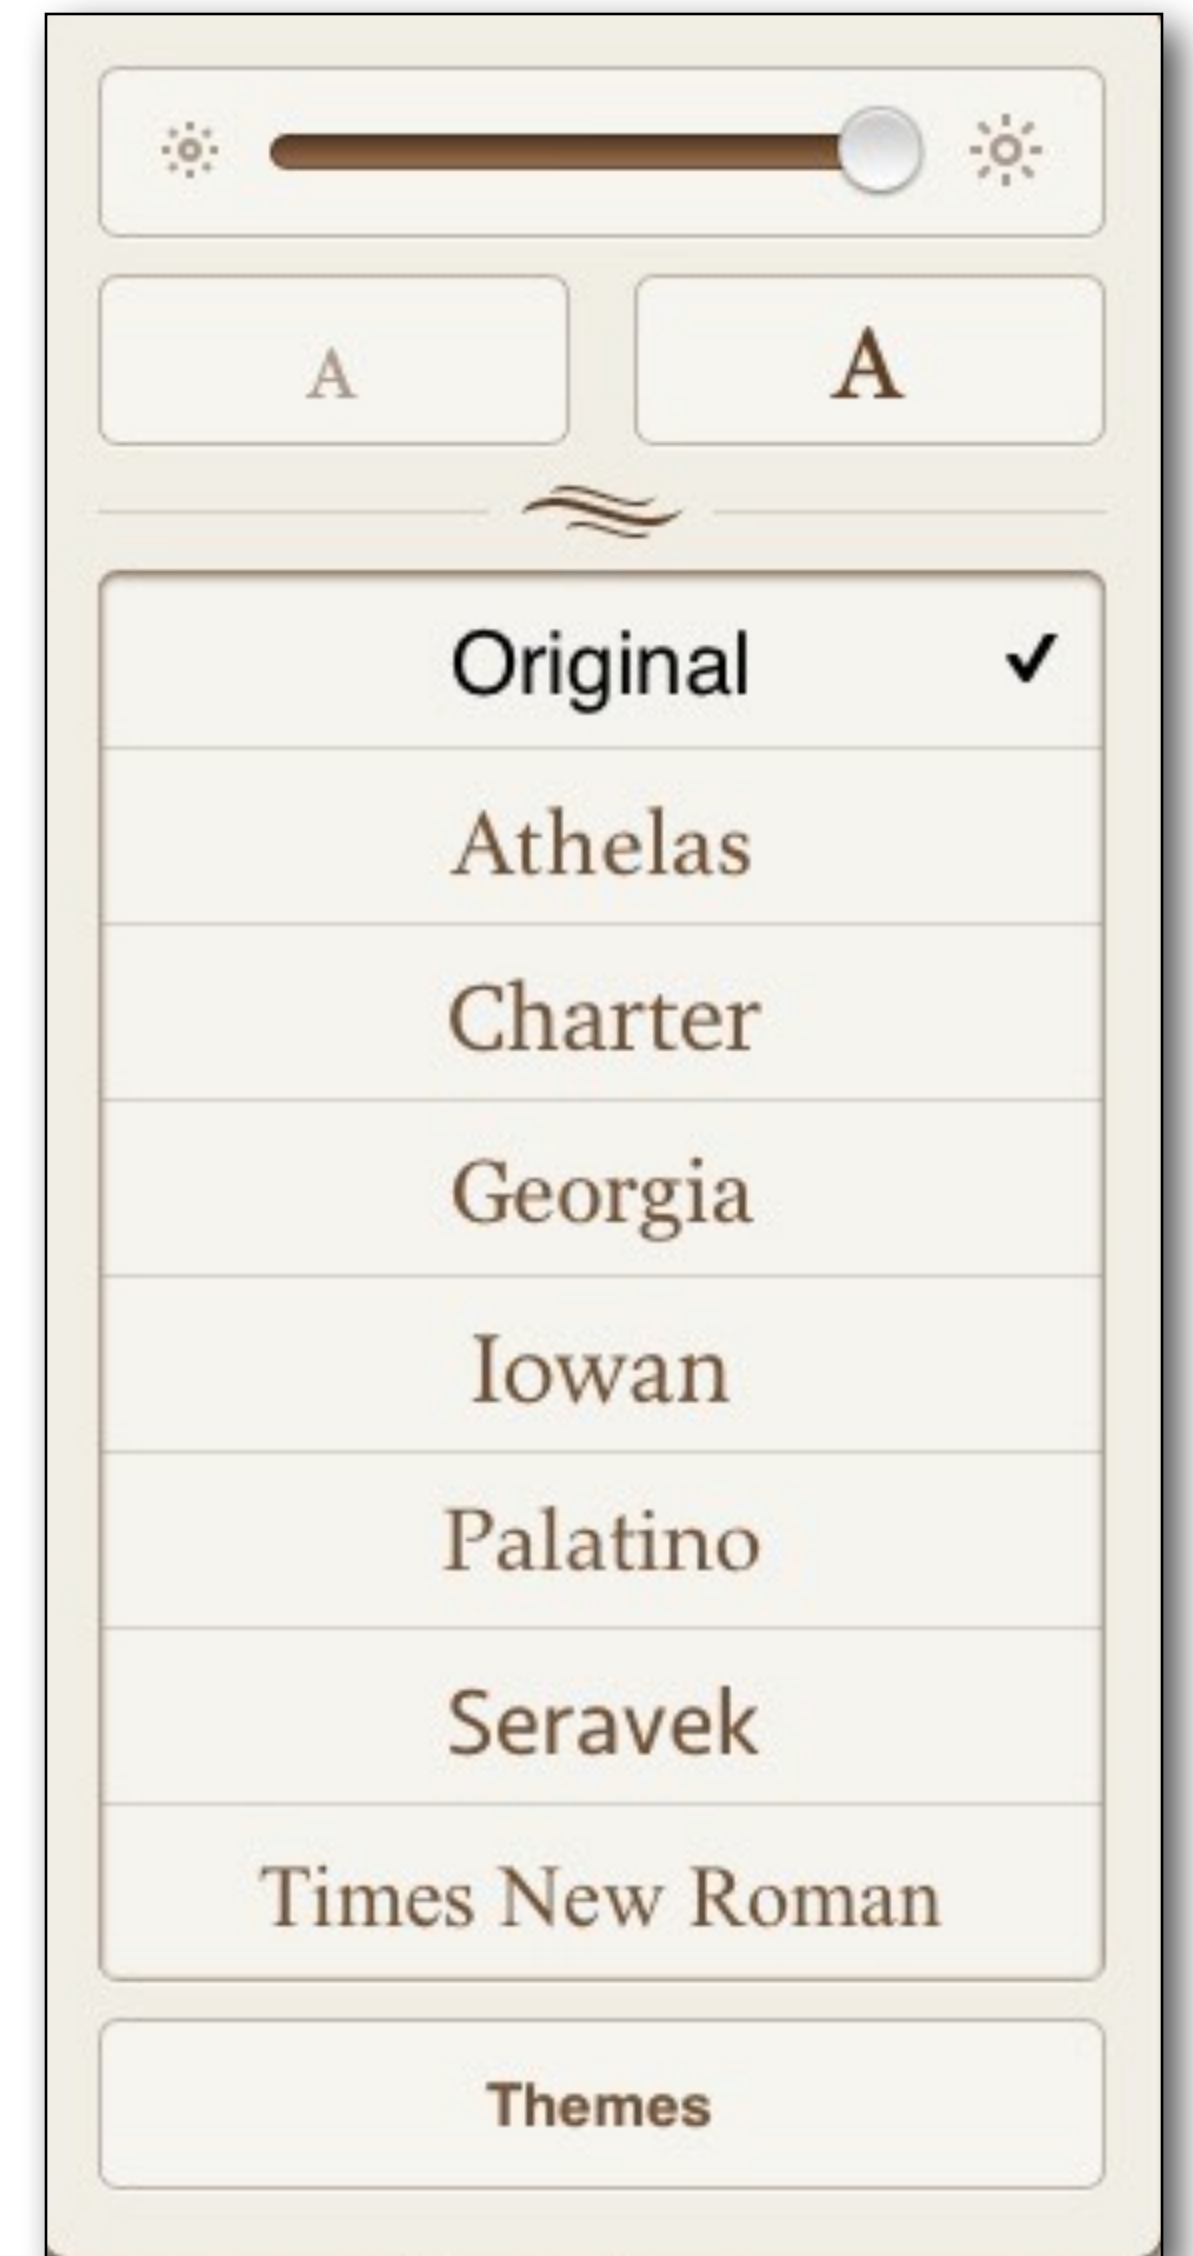 A
A
Original ✓
Athelas
Charter
Georgia
Iowan
Palatino
Seravek
Times New Roman
Themes